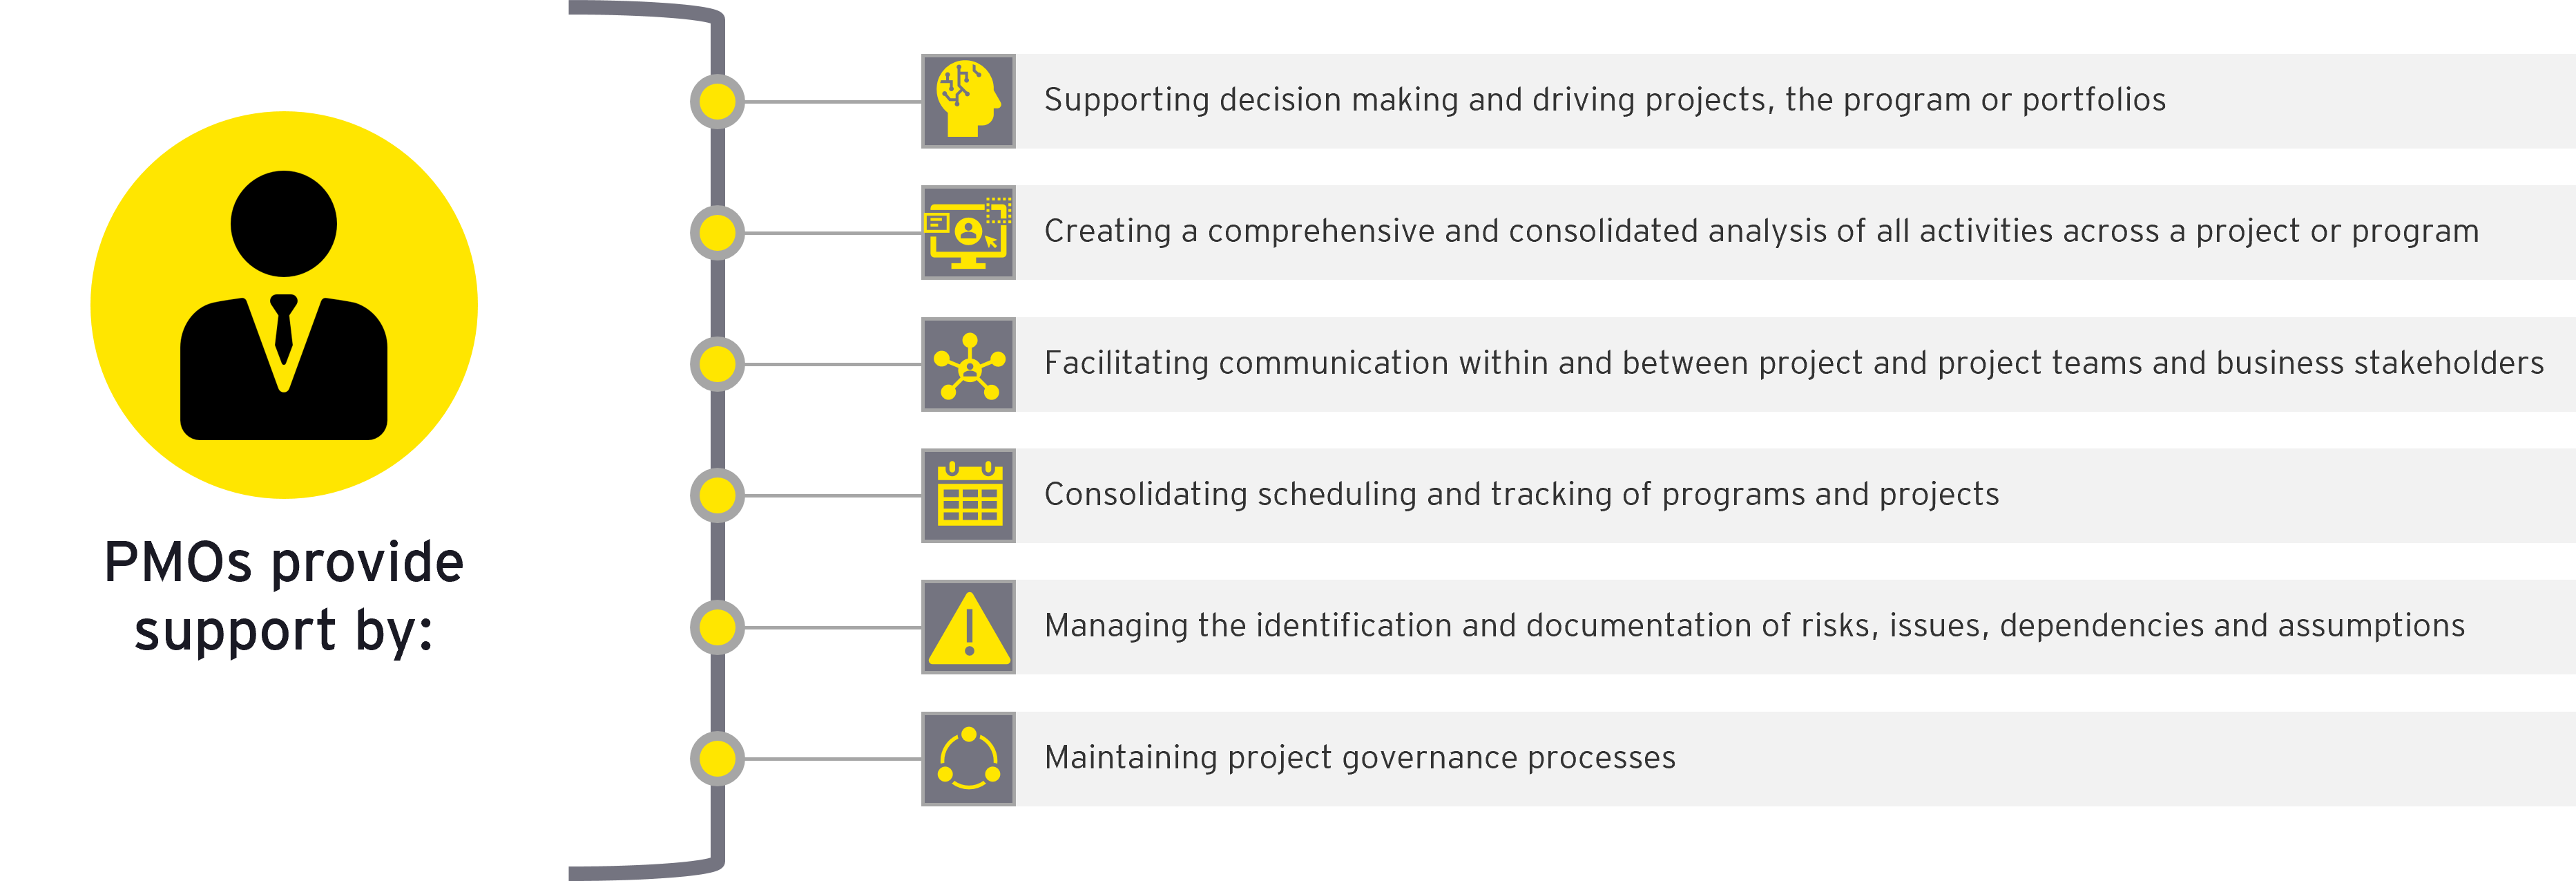 PMOs provide
support by:
Supporting decision making and driving projects, the program or portfolios
Creating a comprehensive and consolidated analysis of all activities across a project or program
Facilitating communication within and between project and project teams and business stakeholders
Consolidating scheduling and tracking of programs and projects
Managing the identification and documentation of risks, issues, dependencies and assumptions
Maintaining project governance processes